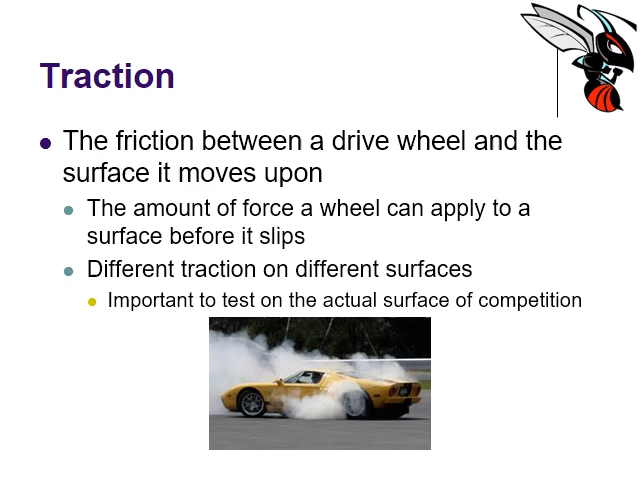 Traction
The friction between a drive wheel and the
surface it moves upon
The amount of force a wheel can apply to a
surface before it slips
Different traction on different surfaces
Important to test on the actual surface of competition